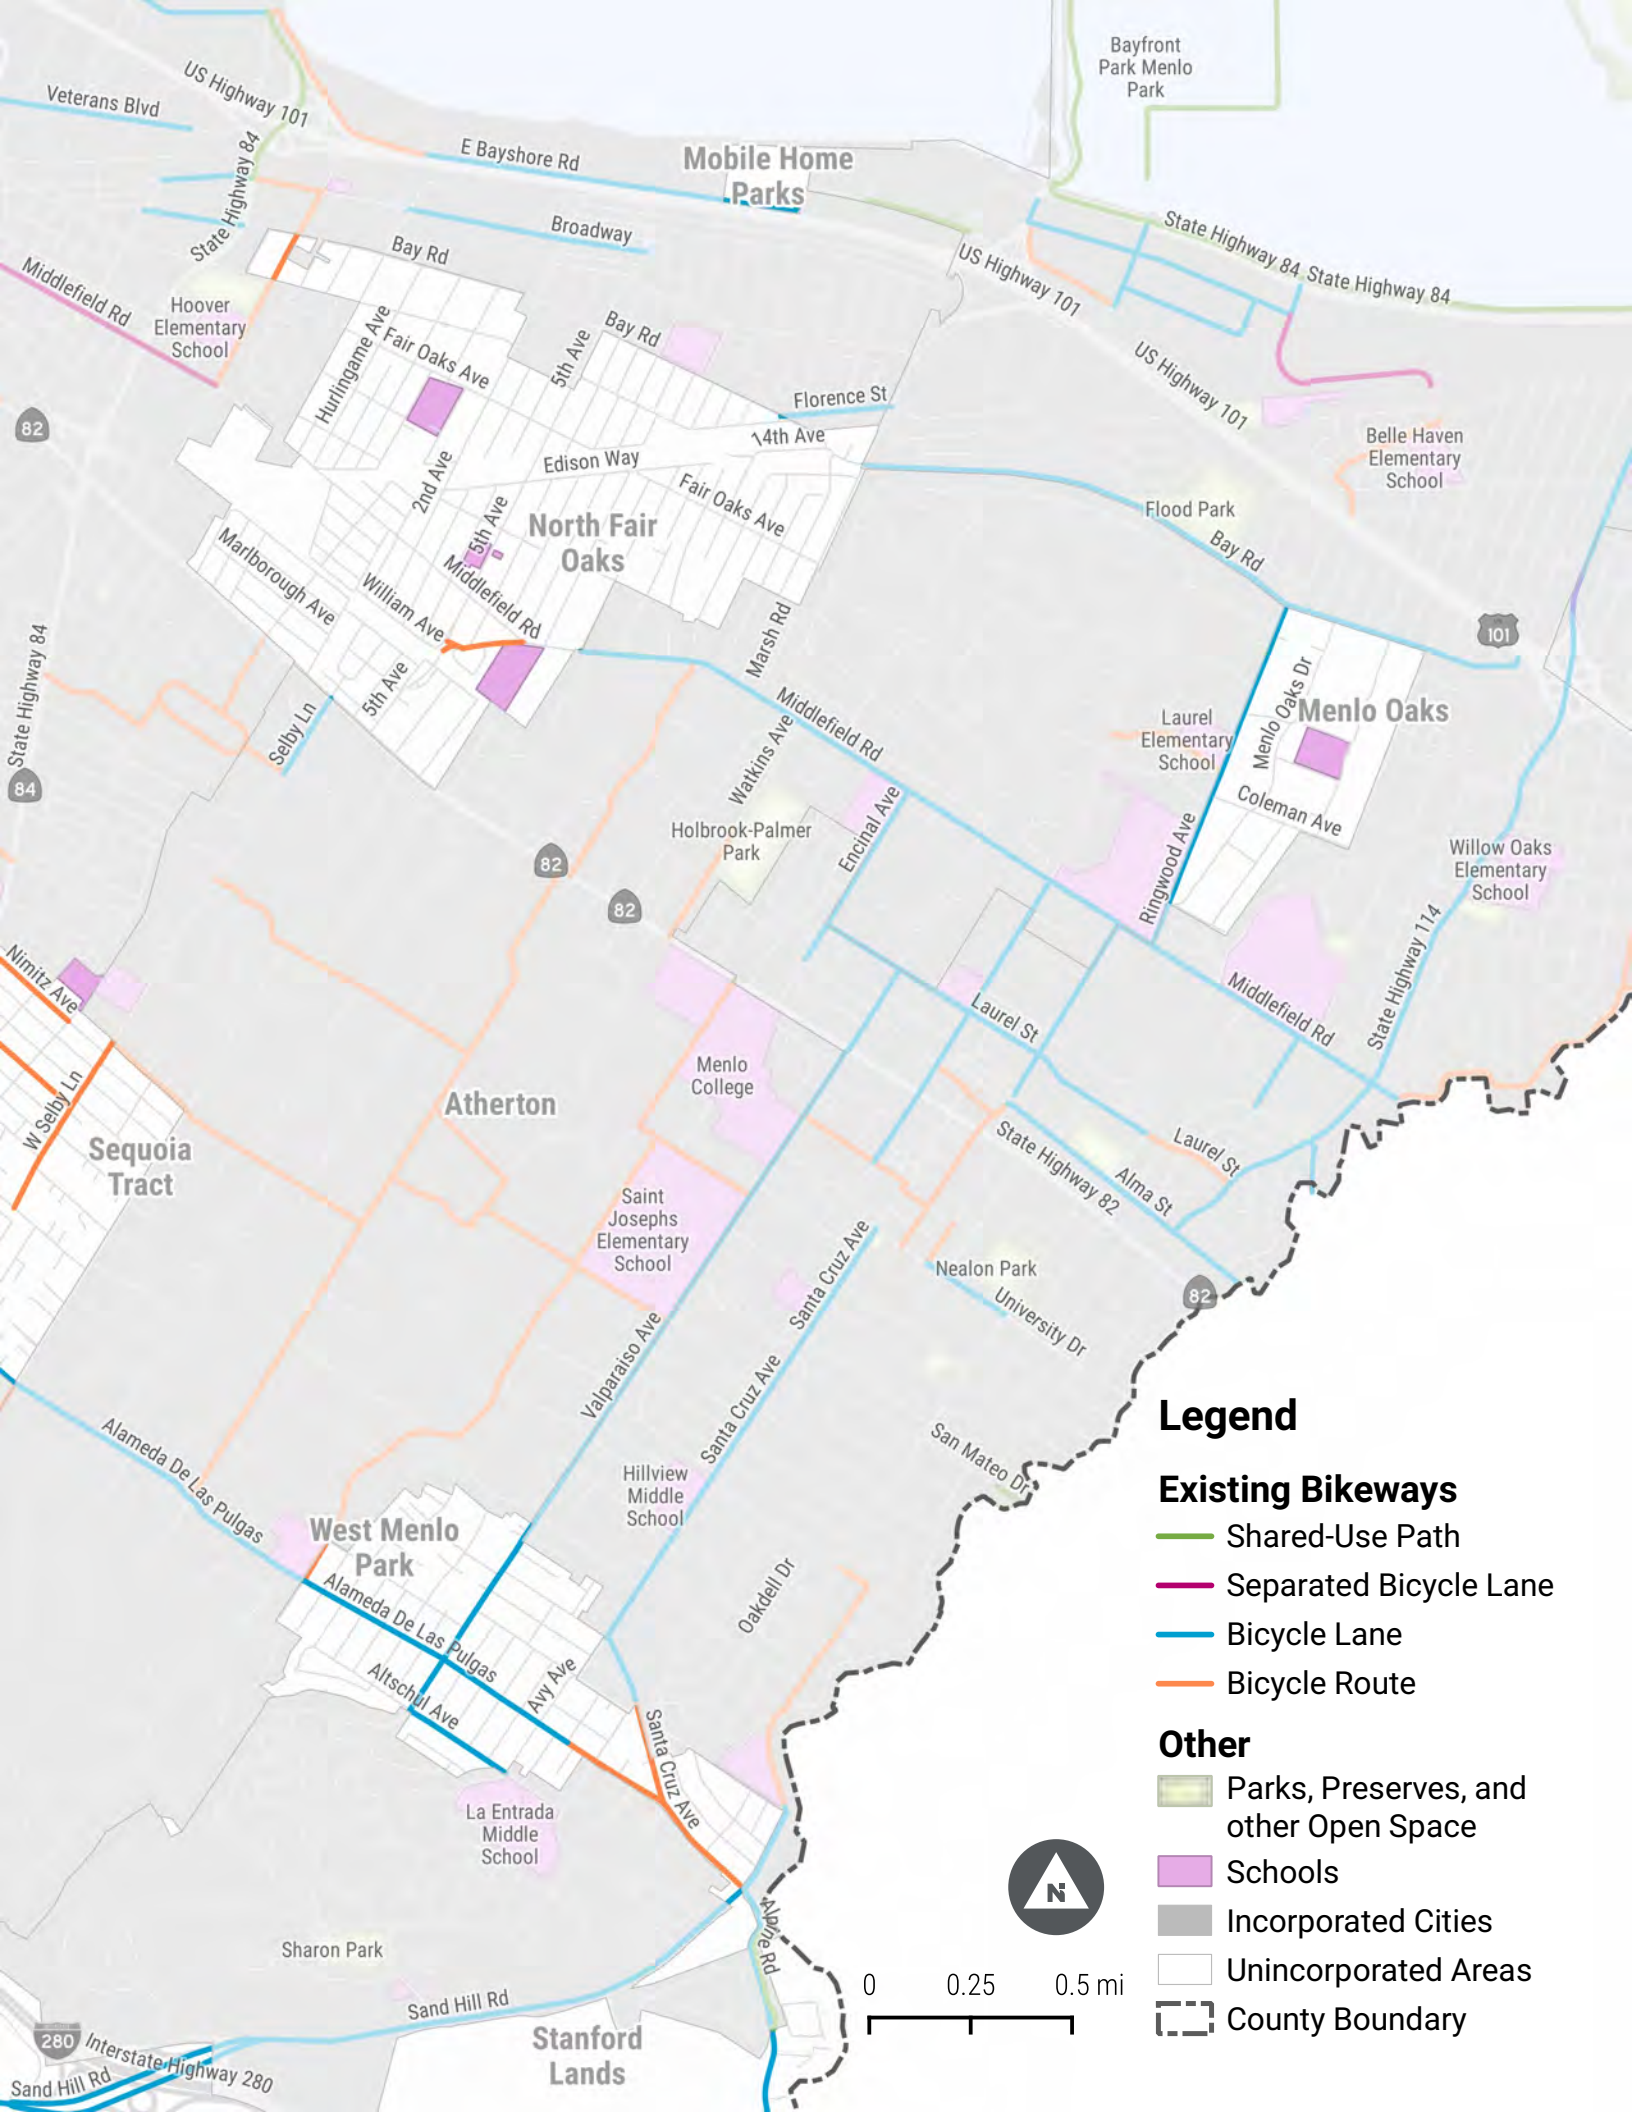 Bayfront
Park Menlo
Park
US Highway 101
Veterans Blvd
State Highway 84
E Bayshore Rd
Mobile Home
Parks
Broadway
Bay Rd
State Highway 84
State Highway 84
US Highway 101
Middlefield Rd
Hoover
Elementary
School
Hurlingame Ave
Fair Oaks Ave
5th Ave
Bay Rd
US Highway 101
Florence St
14th Ave
82
Belle Haven
Elementary
School
Edison Way
2nd Ave
Fair Oaks Ave
5th Ave
North Fair
Oaks
Flood Park
Bay Rd
Marlborough Ave
William Ave
Middlefield Rd
Marsh Rd
101
State Highway 84
5th Ave
Selby Ln
Middlefield Rd
Watkins Ave
Laurel
Elementary
School
Menlo Oaks Dr
Menlo Oaks
84
Coleman Ave
Holbrook-Palmer
Park
Encinal Ave
82
82
Ringwood Ave
Willow Oaks
Elementary
School
State Highway 114
Nimitz Ave
Laurel St
Middlefield Rd
Menlo
College
Atherton
W Selby Ln
Sequoia
Tract
State Highway 82
Laurel St
Alma St
Saint
Josephs
Elementary
School
Santa Cruz Ave
Nealon Park
University Dr
82
Valparaiso Ave
Santa Cruz Ave
Alameda De Las Pulgas
San Mateo Dr
Hillview
Middle
School
West Menlo
Park
Oakdell Dr
Alameda De Las Pulgas
Altschul Ave
Avy Ave
Santa Cruz Ave
La Entrada
Middle
School
Alpine Rd
Sharon Park
Sand Hill Rd
Stanford
Lands
280
Interstate Highway 280
Sand Hill Rd
N
0
0.25
0.5 mi
Legend
Existing Bikeways
Shared-Use Path
Separated Bicycle Lane
Bicycle Lane
Bicycle Route
Other
Parks, Preserves, and
other Open Space
Schools
Incorporated Cities
Unincorporated Areas
County Boundary